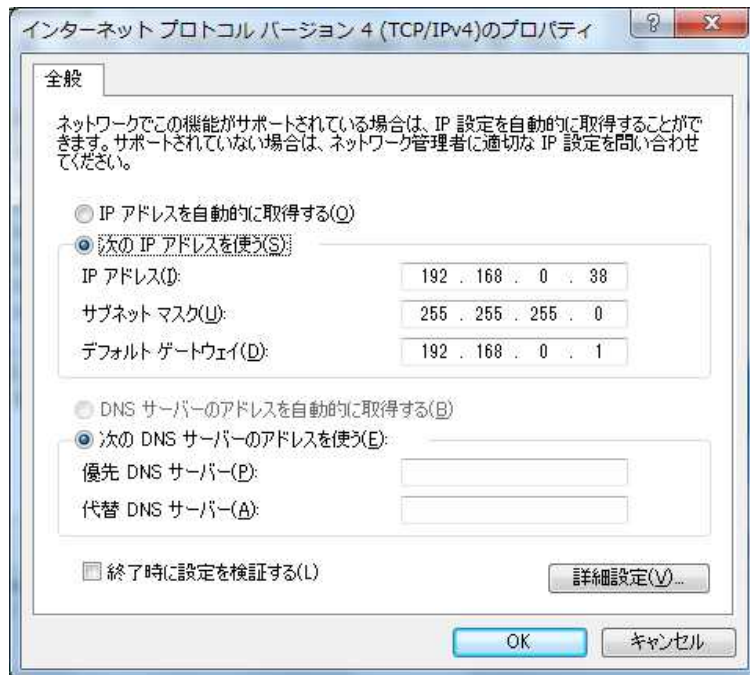 インターネット プロトコル バージョン 4 (TCP/IPv4)のプロパティ
全般
ネットワークでこの機能がサポートされている場合は、IP 設定を自動的に取得することがで
きます。サポートされていない場合は、ネットワーク管理者に適切な IP 設定を問い合わせ
てください。
IP アドレスを自動的に取得する(O)
次の IP アドレスを使う(S):
IP アドレス(I): 192 . 168 . 0 . 38
サブネット マスク(U): 255 . 255 . 255 . 0
デフォルト ゲートウェイ(D): 192 . 168 . 0 . 1
DNS サーバーのアドレスを自動的に取得する(B)
次の DNS サーバーのアドレスを使う(E):
優先 DNS サーバー(P):
代替 DNS サーバー(A):
終了時に設定を検証する(L)
詳細設定(V)...
OK キャンセル